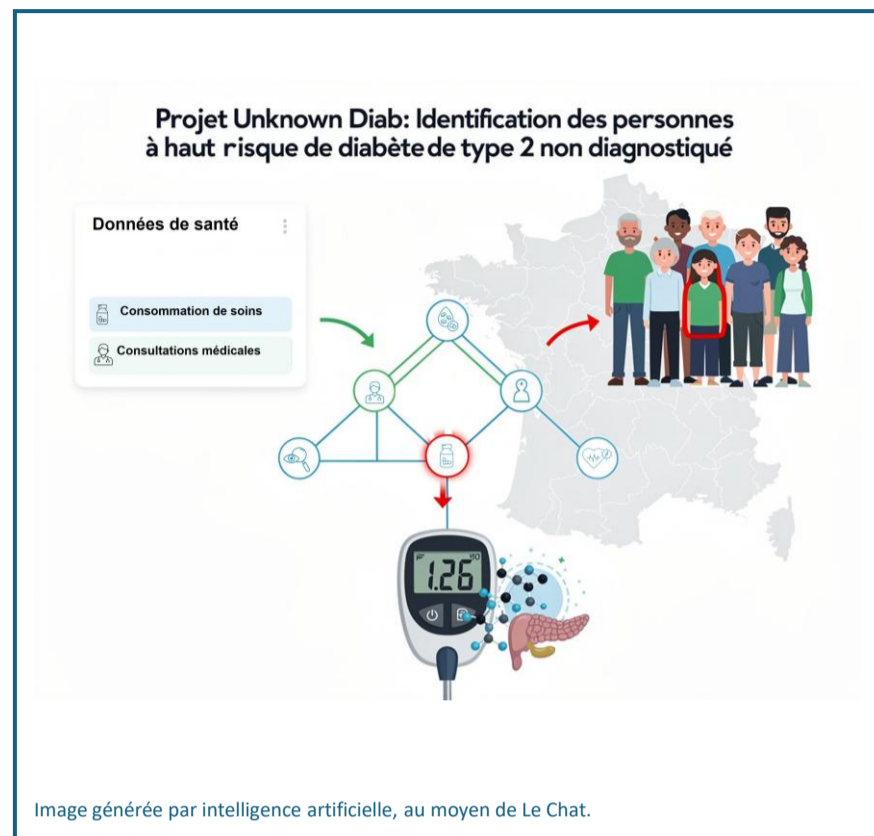 Projet Unknown Diab: Identification des personnes
à haut risque de diabète de type 2 non diagnostiqué
Données de santé
Consommation de soins
Consultations médicales
1.26
Image générée par intelligence artificielle, au moyen de Le Chat.